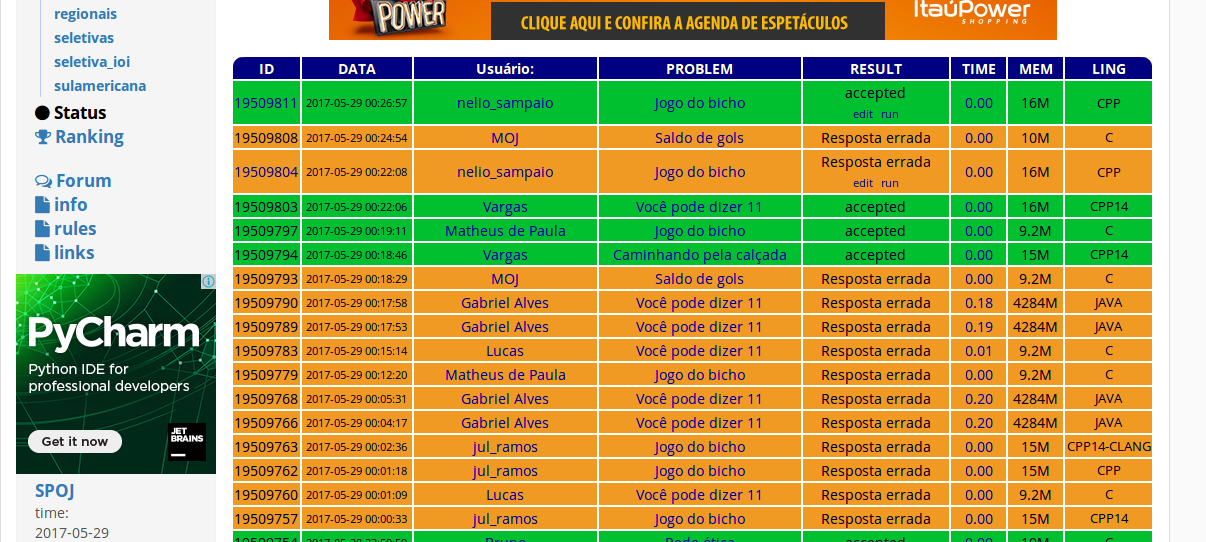 regionais
seletivas
seletiva_ioi
sulamericana
Status
Ranking
Forum
info
rules
links
PyCharm
Python IDE for
professional developers
Get it now
JET
BRAINS
SPOJ
time:
2017-05-29
POWER
CLIQUE AQUI E CONFIRA A AGENDA DE ESPETÁCULOS
ItaúPower
SHOPPING
ID DATA Usuário: PROBLEM RESULT TIME MEM LING
19509811 2017-05-29 00:26:57 nelio_sampaio Jogo do bicho accepted 0.00 16M CPP
edit run
19509808 2017-05-29 00:24:54 MOJ Saldo de gols Resposta errada 0.00 10M C
19509804 2017-05-29 00:22:08 nelio_sampaio Jogo do bicho Resposta errada 0.00 16M CPP
edit run
19509803 2017-05-29 00:22:06 Vargas Você pode dizer 11 accepted 0.00 16M CPP14
19509797 2017-05-29 00:19:11 Matheus de Paula Jogo do bicho accepted 0.00 9.2M C
19509794 2017-05-29 00:18:46 Vargas Caminhando pela calçada accepted 0.00 15M CPP14
19509793 2017-05-29 00:18:29 MOJ Saldo de gols Resposta errada 0.00 9.2M C
19509790 2017-05-29 00:17:58 Gabriel Alves Você pode dizer 11 Resposta errada 0.18 4284M JAVA
19509789 2017-05-29 00:17:53 Gabriel Alves Você pode dizer 11 Resposta errada 0.19 4284M JAVA
19509783 2017-05-29 00:15:14 Lucas Você pode dizer 11 Resposta errada 0.01 9.2M C
19509779 2017-05-29 00:12:20 Matheus de Paula Jogo do bicho Resposta errada 0.00 9.2M C
19509768 2017-05-29 00:05:31 Gabriel Alves Você pode dizer 11 Resposta errada 0.20 4284M JAVA
19509766 2017-05-29 00:04:17 Gabriel Alves Você pode dizer 11 Resposta errada 0.20 4284M JAVA
19509763 2017-05-29 00:02:36 jul_ramos Jogo do bicho Resposta errada 0.00 15M CPP14-CLANG
19509762 2017-05-29 00:01:18 jul_ramos Jogo do bicho Resposta errada 0.00 15M CPP
19509760 2017-05-29 00:01:09 Lucas Você pode dizer 11 Resposta errada 0.00 9.2M C
19509757 2017-05-29 00:00:33 jul_ramos Jogo do bicho Resposta errada 0.00 15M CPP14